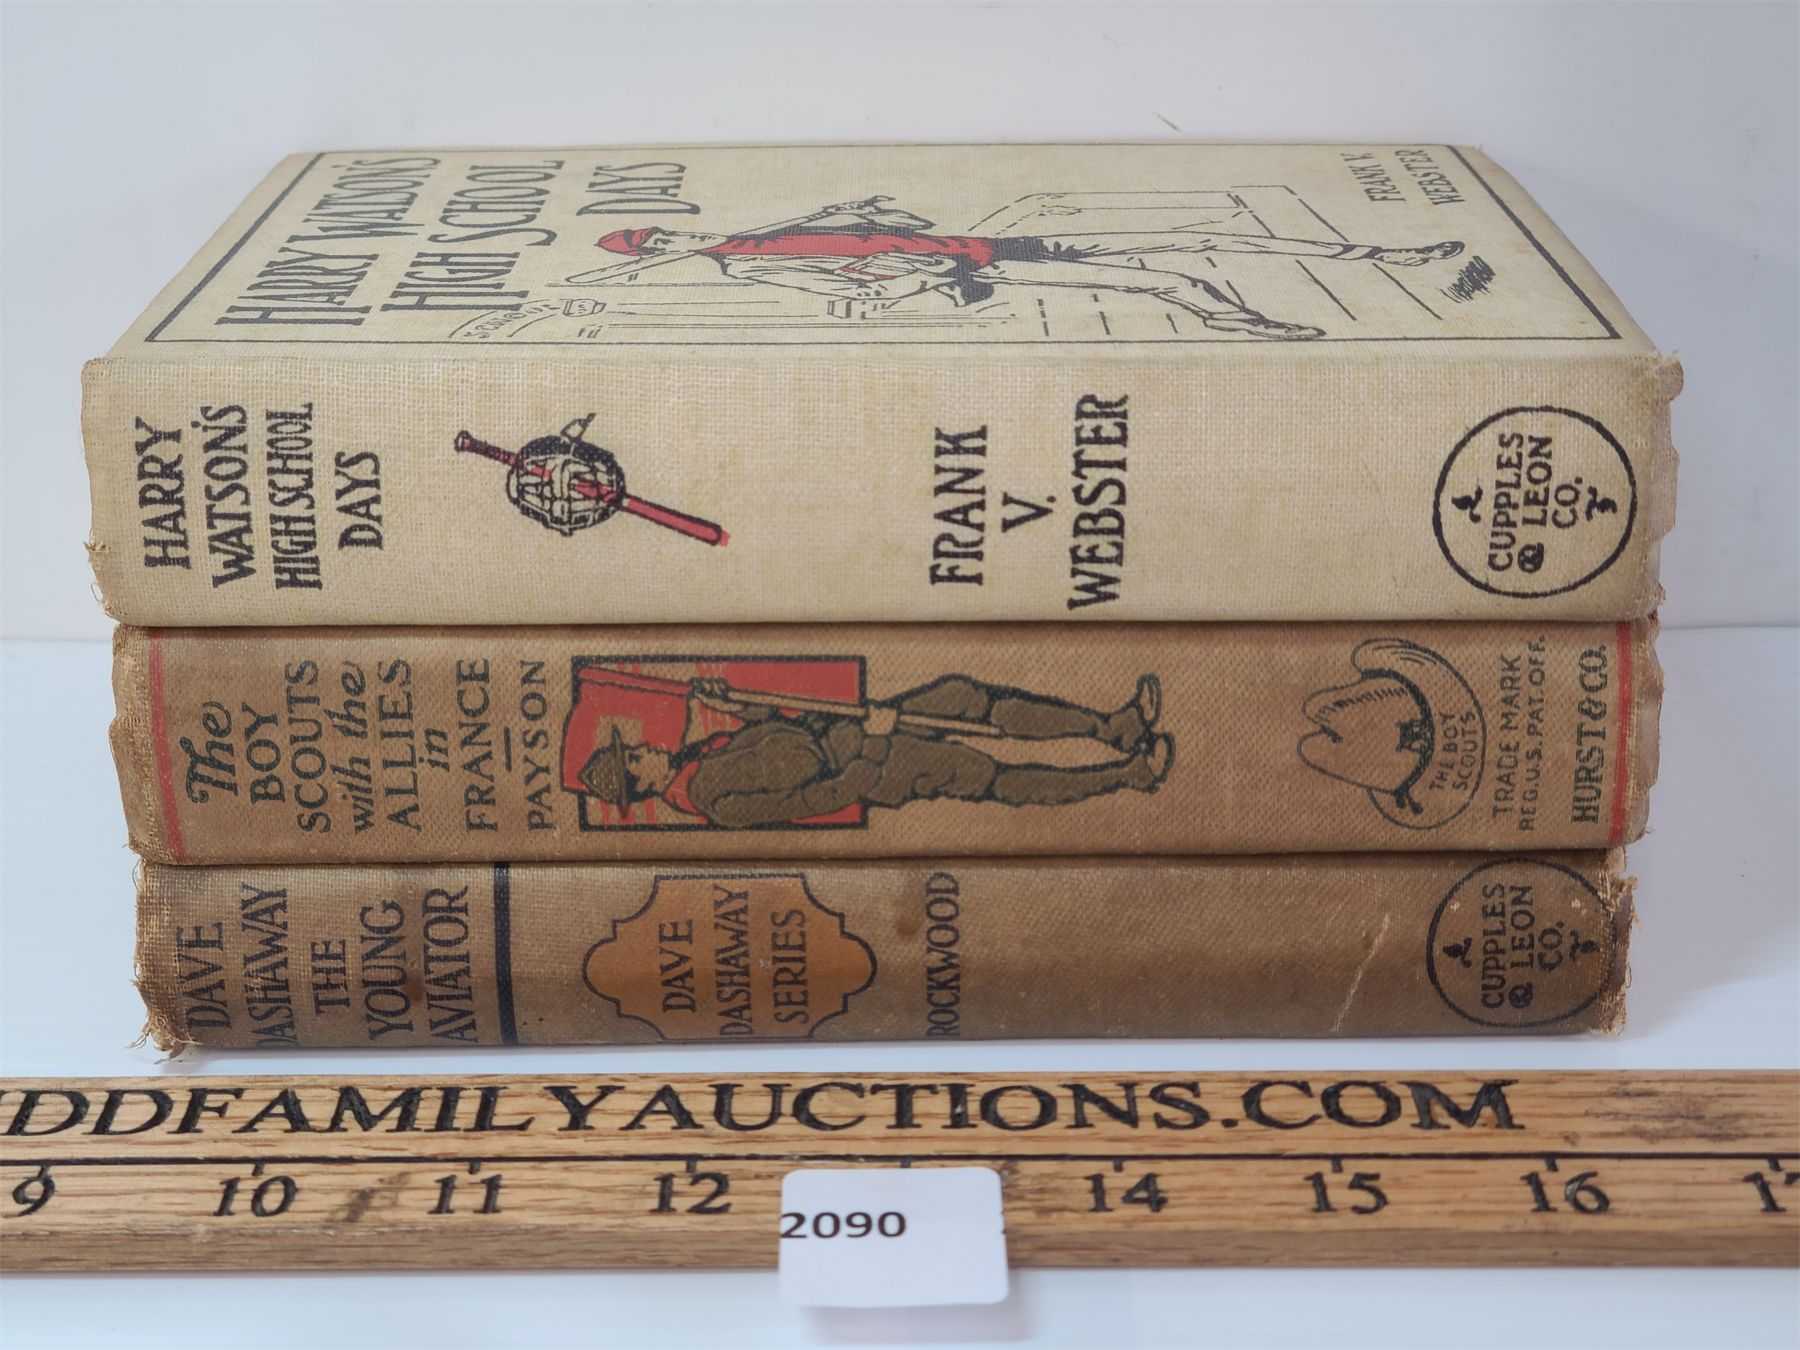 HARRY WATSON'S
HIGH SCHOOL
DAYS
FRANK V.
WEBSTER
HARRY
WATSON'S
HIGH SCHOOL
DAYS
FRANK
V.
WEBSTER
CUPPLES
& LEON
CO.
The
BOY
SCOUTS
with the
ALLIES
in
FRANCE
—
PAYSON
THE BOY
SCOUTS
TRADE MARK
REG. U.S. PAT. OFF.
HURST & CO.
DAVE
DASHAWAY
THE
YOUNG
AVIATOR
DAVE
DASHAWAY
SERIES
ROCKWOOD
CUPPLES
& LEON
CO.
DDFAMILYAUCTIONS.COM
9 10 11 12 14 15 16 17
2090